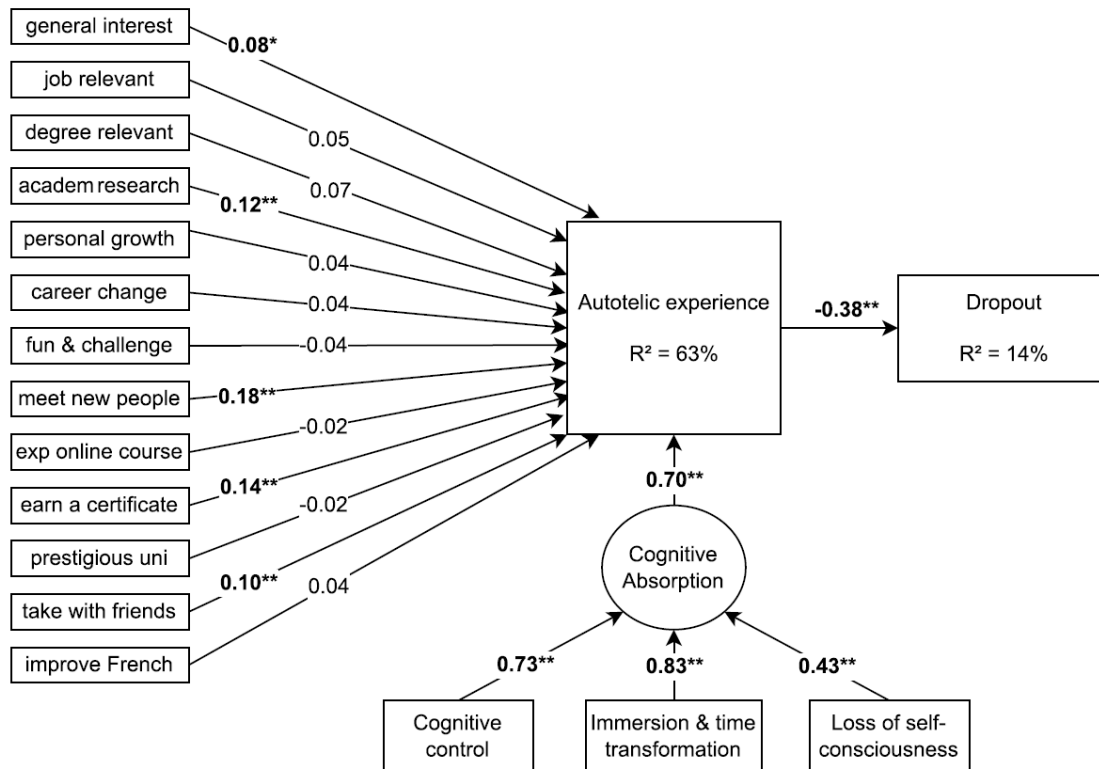 general interest
0.08*
job relevant
0.05
degree relevant
0.07
academ research
0.12**
personal growth
0.04
career change
0.04
fun & challenge
-0.04
meet new people
0.18**
exp online course
-0.02
earn a certificate
0.14**
prestigious uni
-0.02
take with friends
0.10**
improve French
0.04
Autotelic experience
R² = 63%
-0.38**
Dropout
R² = 14%
0.70**
Cognitive
Absorption
0.73**
0.83**
0.43**
Cognitive
control
Immersion & time
transformation
Loss of self-
consciousness